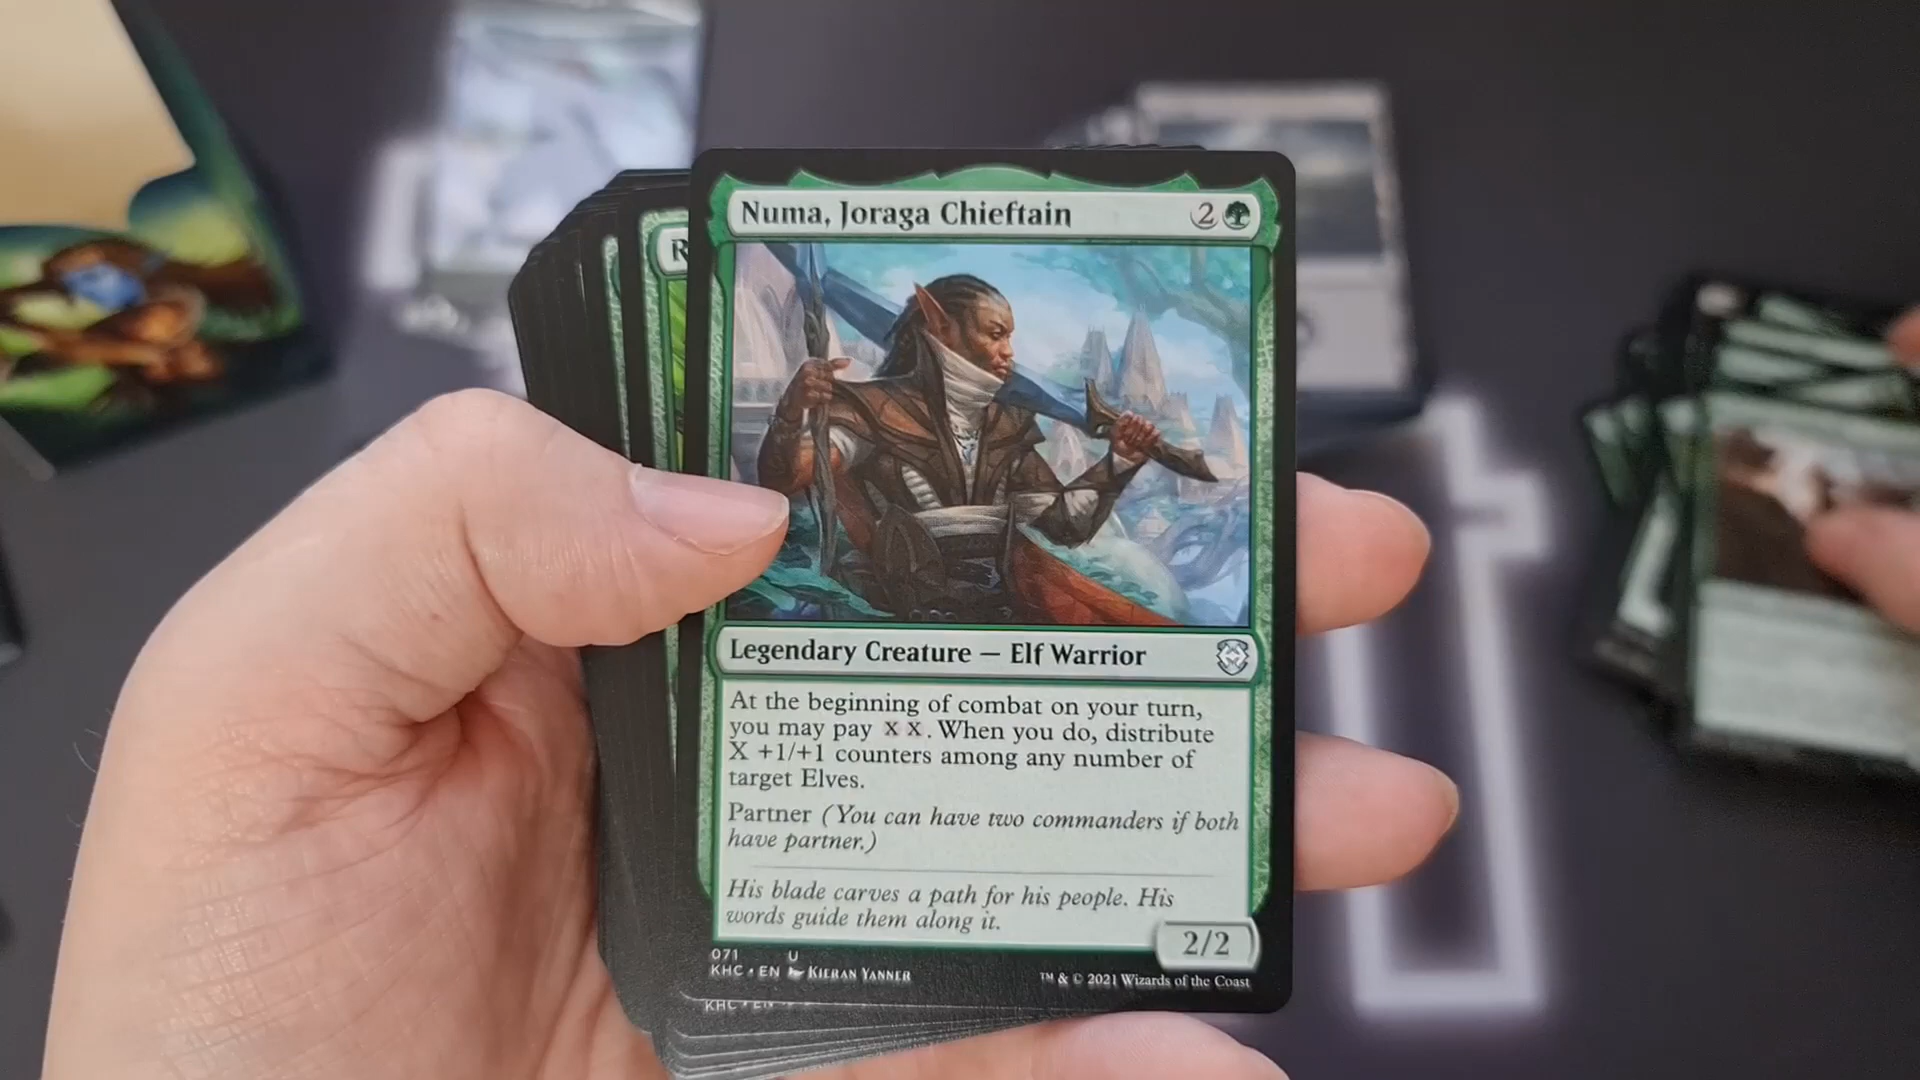 R
Numa, Joraga Chieftain 2
Legendary Creature — Elf Warrior
At the beginning of combat on your turn,
you may pay X X. When you do, distribute
X +1/+1 counters among any number of
target Elves.
Partner (You can have two commanders if both
have partner.)
His blade carves a path for his people. His
words guide them along it.
2/2
071 U
KHC • EN Kieran Yanner ™ & © 2021 Wizards of the Coast
KHC • EN